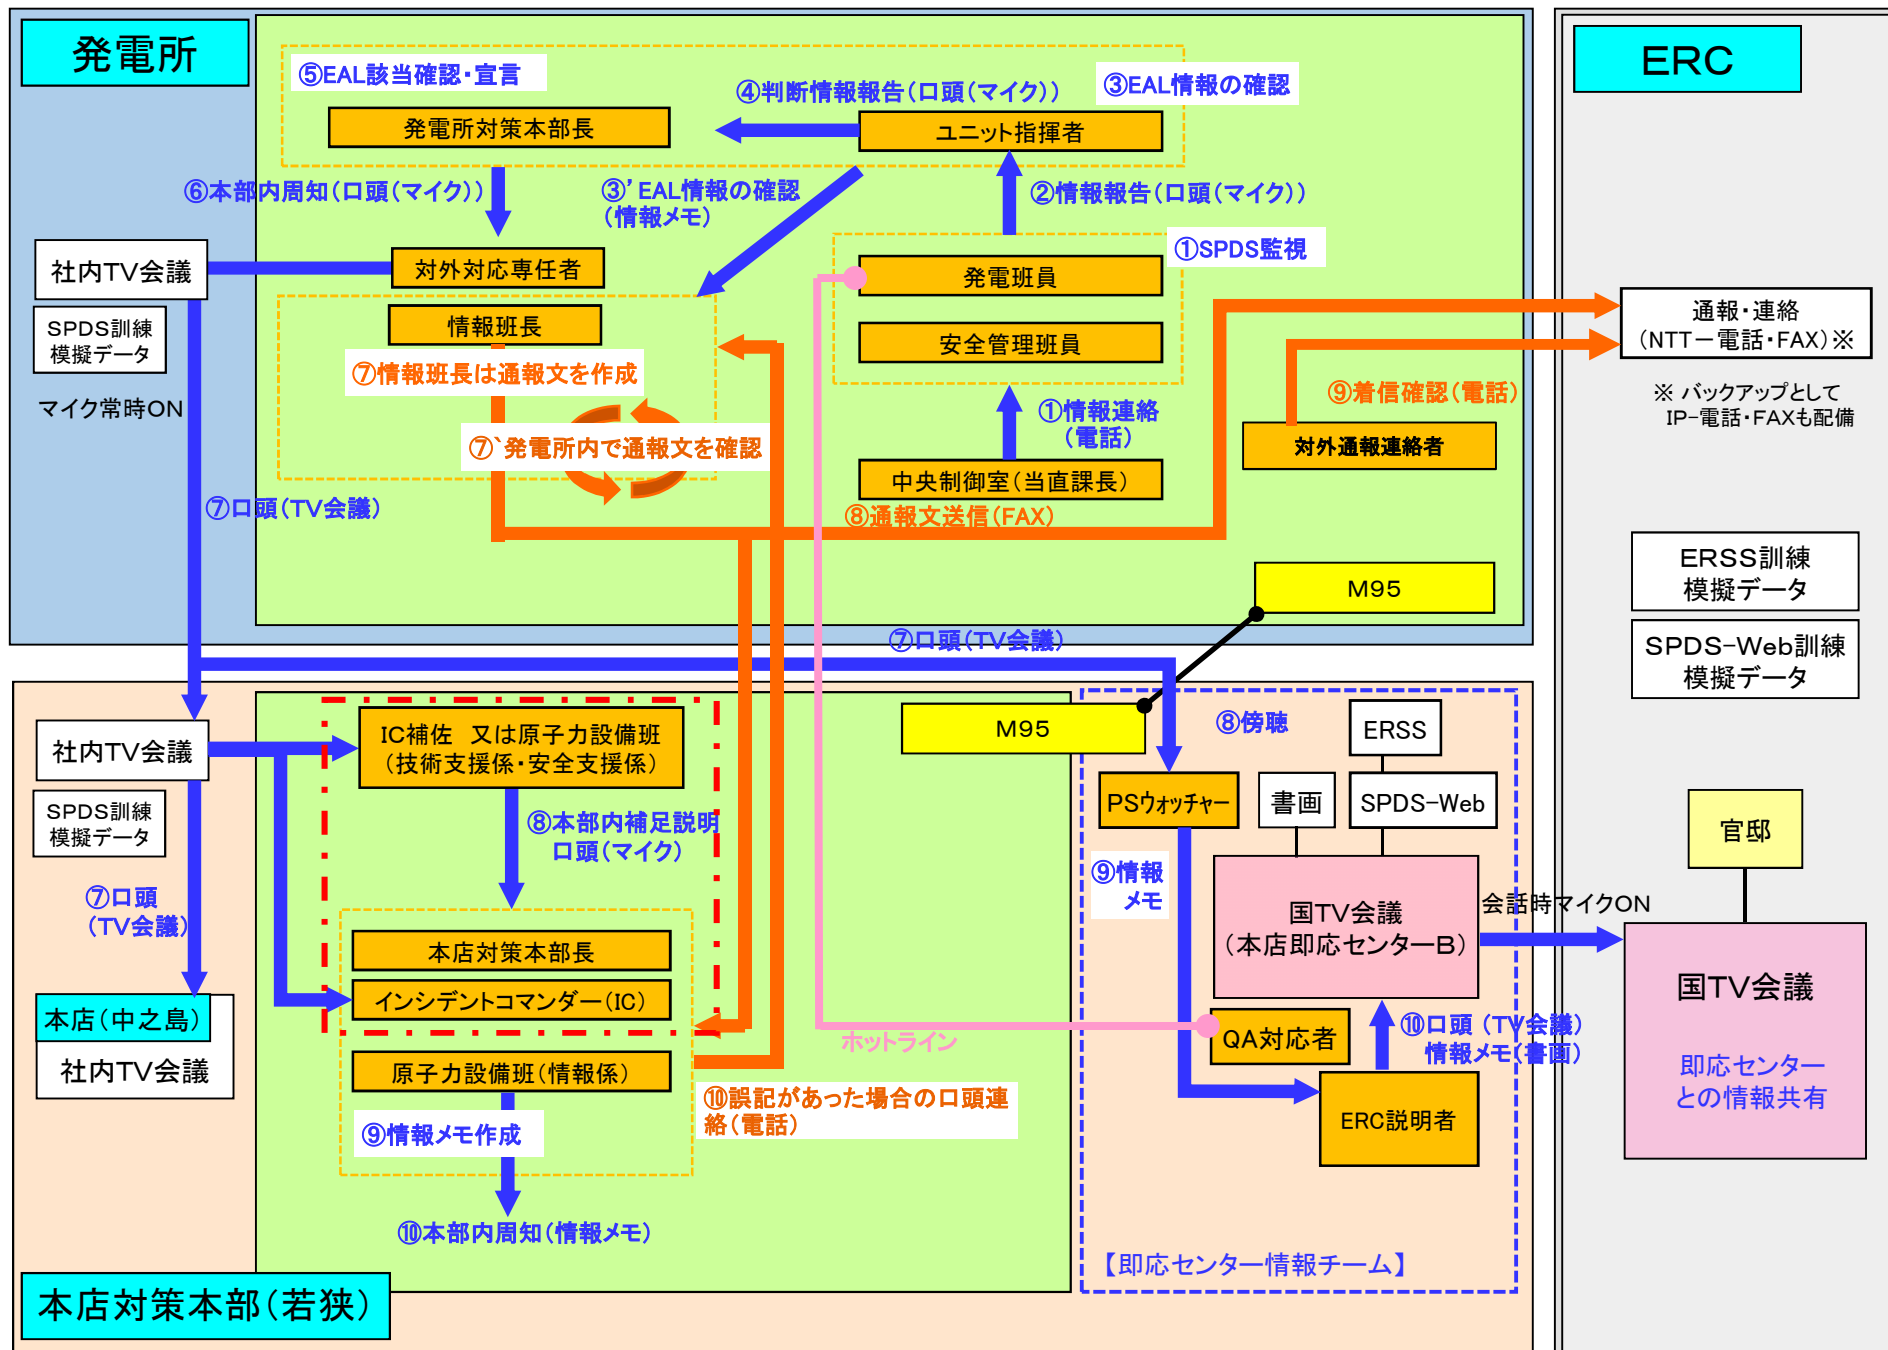 発電所
⑤EAL該当確認・宣言
発電所対策本部長
④判断情報報告(口頭(マイク))
③EAL情報の確認
ユニット指揮者
⑥本部内周知(口頭(マイク))
③’EAL情報の確認
(情報メモ)
②情報報告(口頭(マイク))
①SPDS監視
社内TV会議
対外対応専任者
発電班員
SPDS訓練
模擬データ
情報班長
安全管理班員
⑦情報班長は通報文を作成
マイク常時ON
⑦`発電所内で通報文を確認
①情報連絡
(電話)
中央制御室(当直課長)
⑨着信確認(電話)
対外通報連絡者
⑦口頭(TV会議)
⑧通報文送信(FAX)
M95
⑦口頭(TV会議)
ERC
通報・連絡
(NTT-電話・FAX)※
※ バックアップとして
IP-電話・FAXも配備
ERSS訓練
模擬データ
SPDS-Web訓練
模擬データ
官邸
国TV会議
即応センター
との情報共有
社内TV会議
SPDS訓練
模擬データ
⑦口頭
(TV会議)
本店(中之島)
社内TV会議
IC補佐 又は原子力設備班
(技術支援係・安全支援係)
⑧本部内補足説明
口頭(マイク)
本店対策本部長
インシデントコマンダー(IC)
原子力設備班(情報係)
⑨情報メモ作成
⑩本部内周知(情報メモ)
⑩誤記があった場合の口頭連
絡(電話)
ホットライン
M95
⑧傍聴
ERSS
PSウォッチャー
書画
SPDS-Web
⑨情報
メモ
国TV会議
(本店即応センターB)
会話時マイクON
QA対応者
⑩口頭 (TV会議)
情報メモ(書画)
ERC説明者
【即応センター情報チーム】
本店対策本部(若狭)